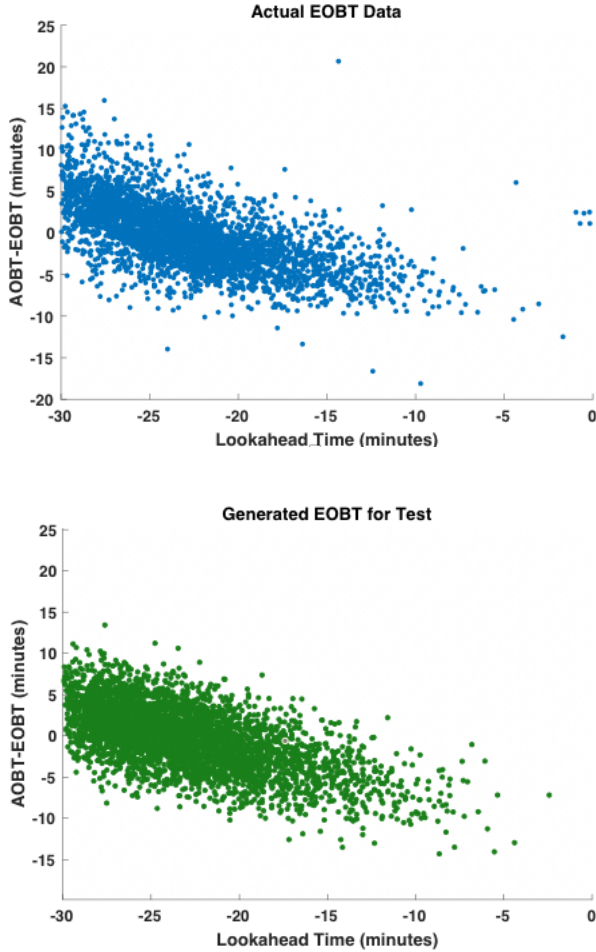 Actual EOBT Data
25
20
15
10
5
0
-5
-10
-15
-20
AOBT-EOBT (minutes)
-30 -25 -20 -15 -10 -5 0
Lookahead Time (minutes)
Generated EOBT for Test
25
20
15
10
5
0
-5
-10
-15
AOBT-EOBT (minutes)
-30 -25 -20 -15 -10 -5 0
Lookahead Time (minutes)